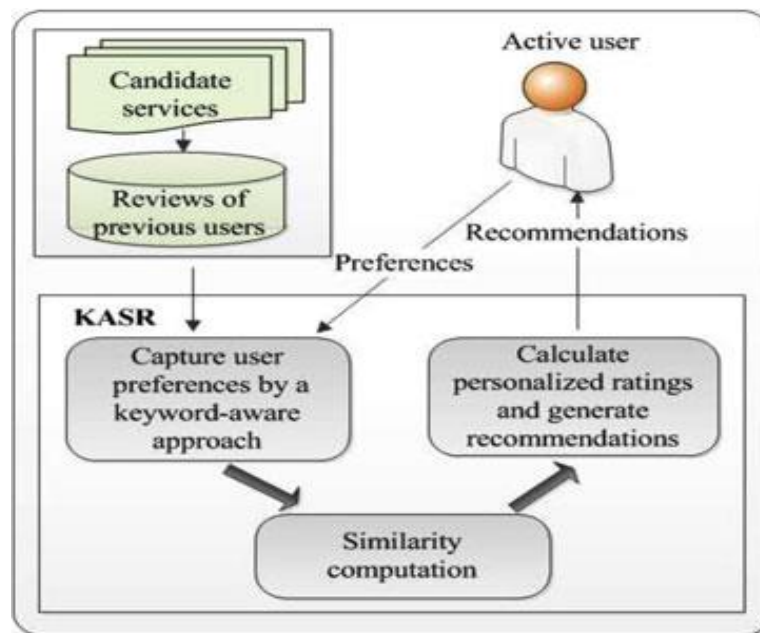 Candidate
services
Reviews of
previous users
Active user
Preferences
Recommendations
KASR
Capture user
preferences by a
keyword-aware
approach
Similarity
computation
Calculate
personalized ratings
and generate
recommendations